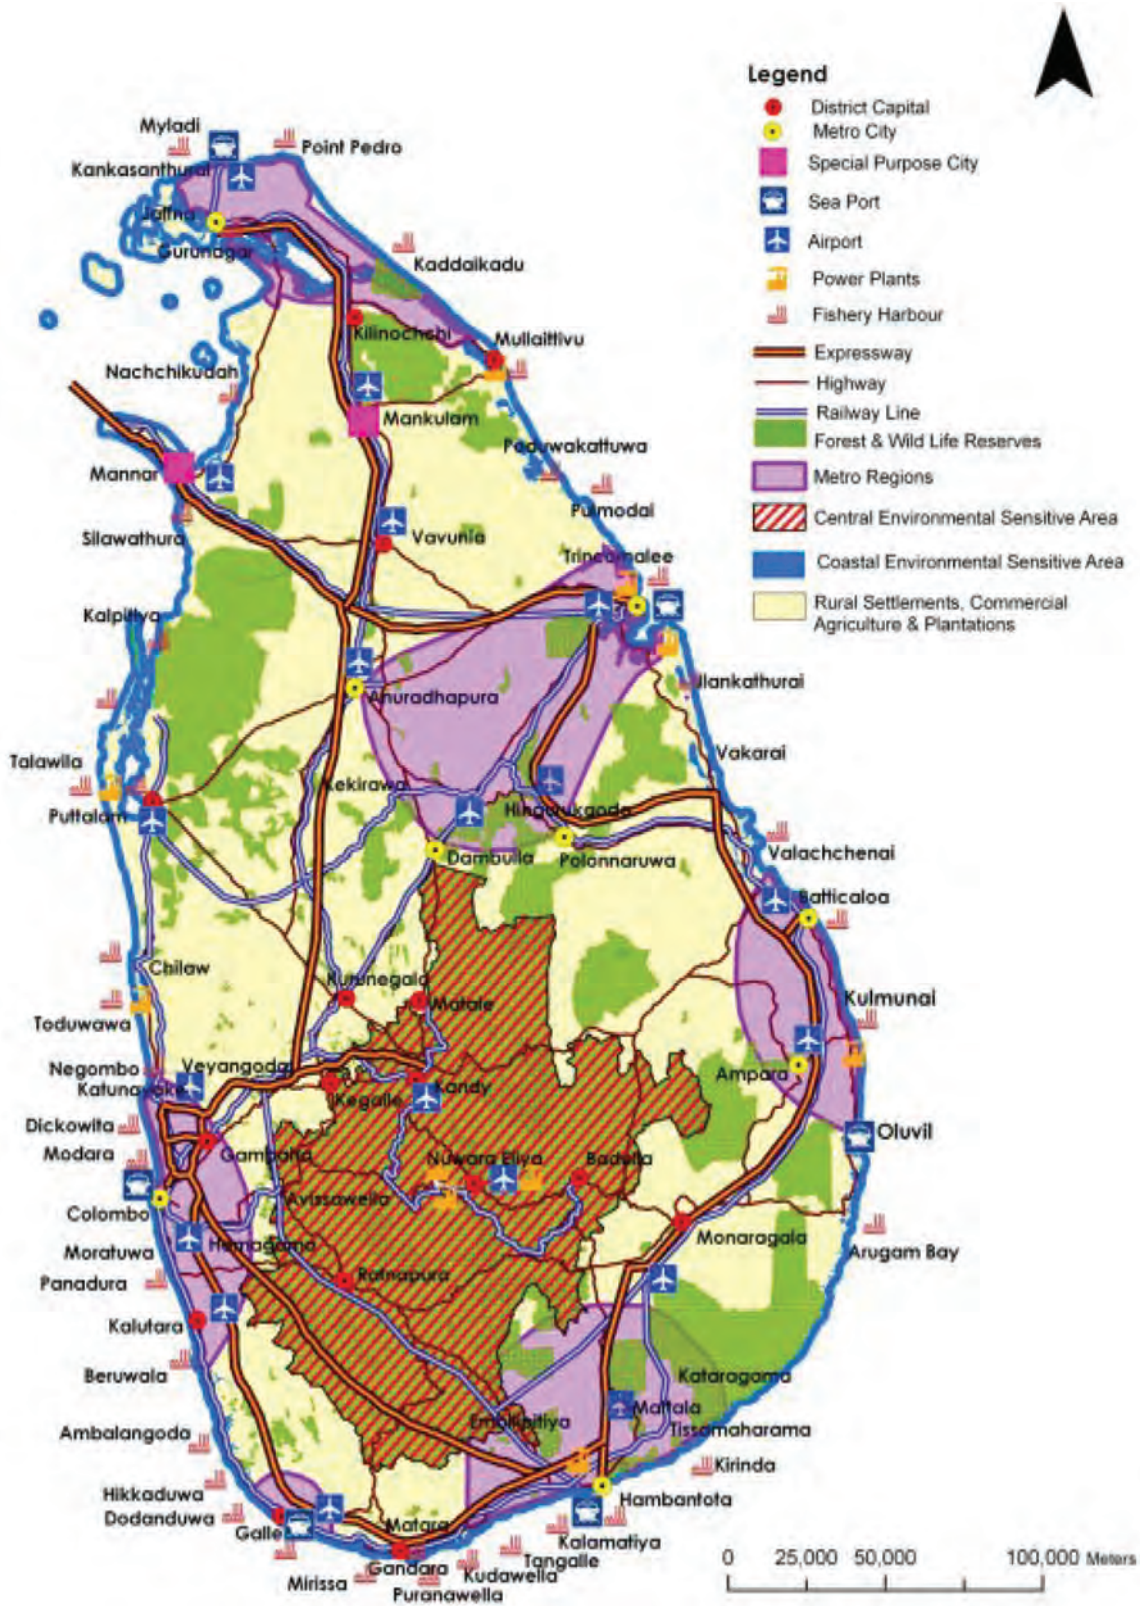 Legend
District Capital
Metro City
Special Purpose City
Sea Port
Airport
Power Plants
Fishery Harbour
Expressway
Highway
Railway Line
Forest & Wild Life Reserves
Metro Regions
Central Environmental Sensitive Area
Coastal Environmental Sensitive Area
Rural Settlements, Commercial
Agriculture & Plantations
Myladi
Point Pedro
Kankasanthurai
Jaffna
Gurunagar
Kaddaikadu
Kilinochchi
Mullaittivu
Nachchikudah
Mankulam
Peduwakattuwa
Mannar
Pulmodai
Silawathura
Vavunia
Trincomalee
Kalpitiya
Ilankathurai
Anuradhapura
Vakarai
Talawila
Kekirawa
Hingurukgoda
Puttalam
Dambulla
Polonnaruwa
Valachchenai
Batticaloa
Chilaw
Kurunegala
Matale
Kulmunai
Toduwawa
Negombo
Veyangoda
Katunayake
Kegalle
Kandy
Ampara
Dickowita
Oluvil
Modara
Gampaha
Nuwara Eliya
Badulla
Avissawella
Colombo
Monaragala
Moratuwa
Homagama
Arugam Bay
Panadura
Ratnapura
Kalutara
Beruwala
Kataragama
Mattala
Embilipitiya
Tissamaharama
Ambalangoda
Kirinda
Hikkaduwa
Hambantota
Dodanduwa
Galle
Matara
Kalamatiya
Tangalle
Gandara
Kudawella
Mirissa
Puranawella
0 25,000 50,000 100,000 Meters